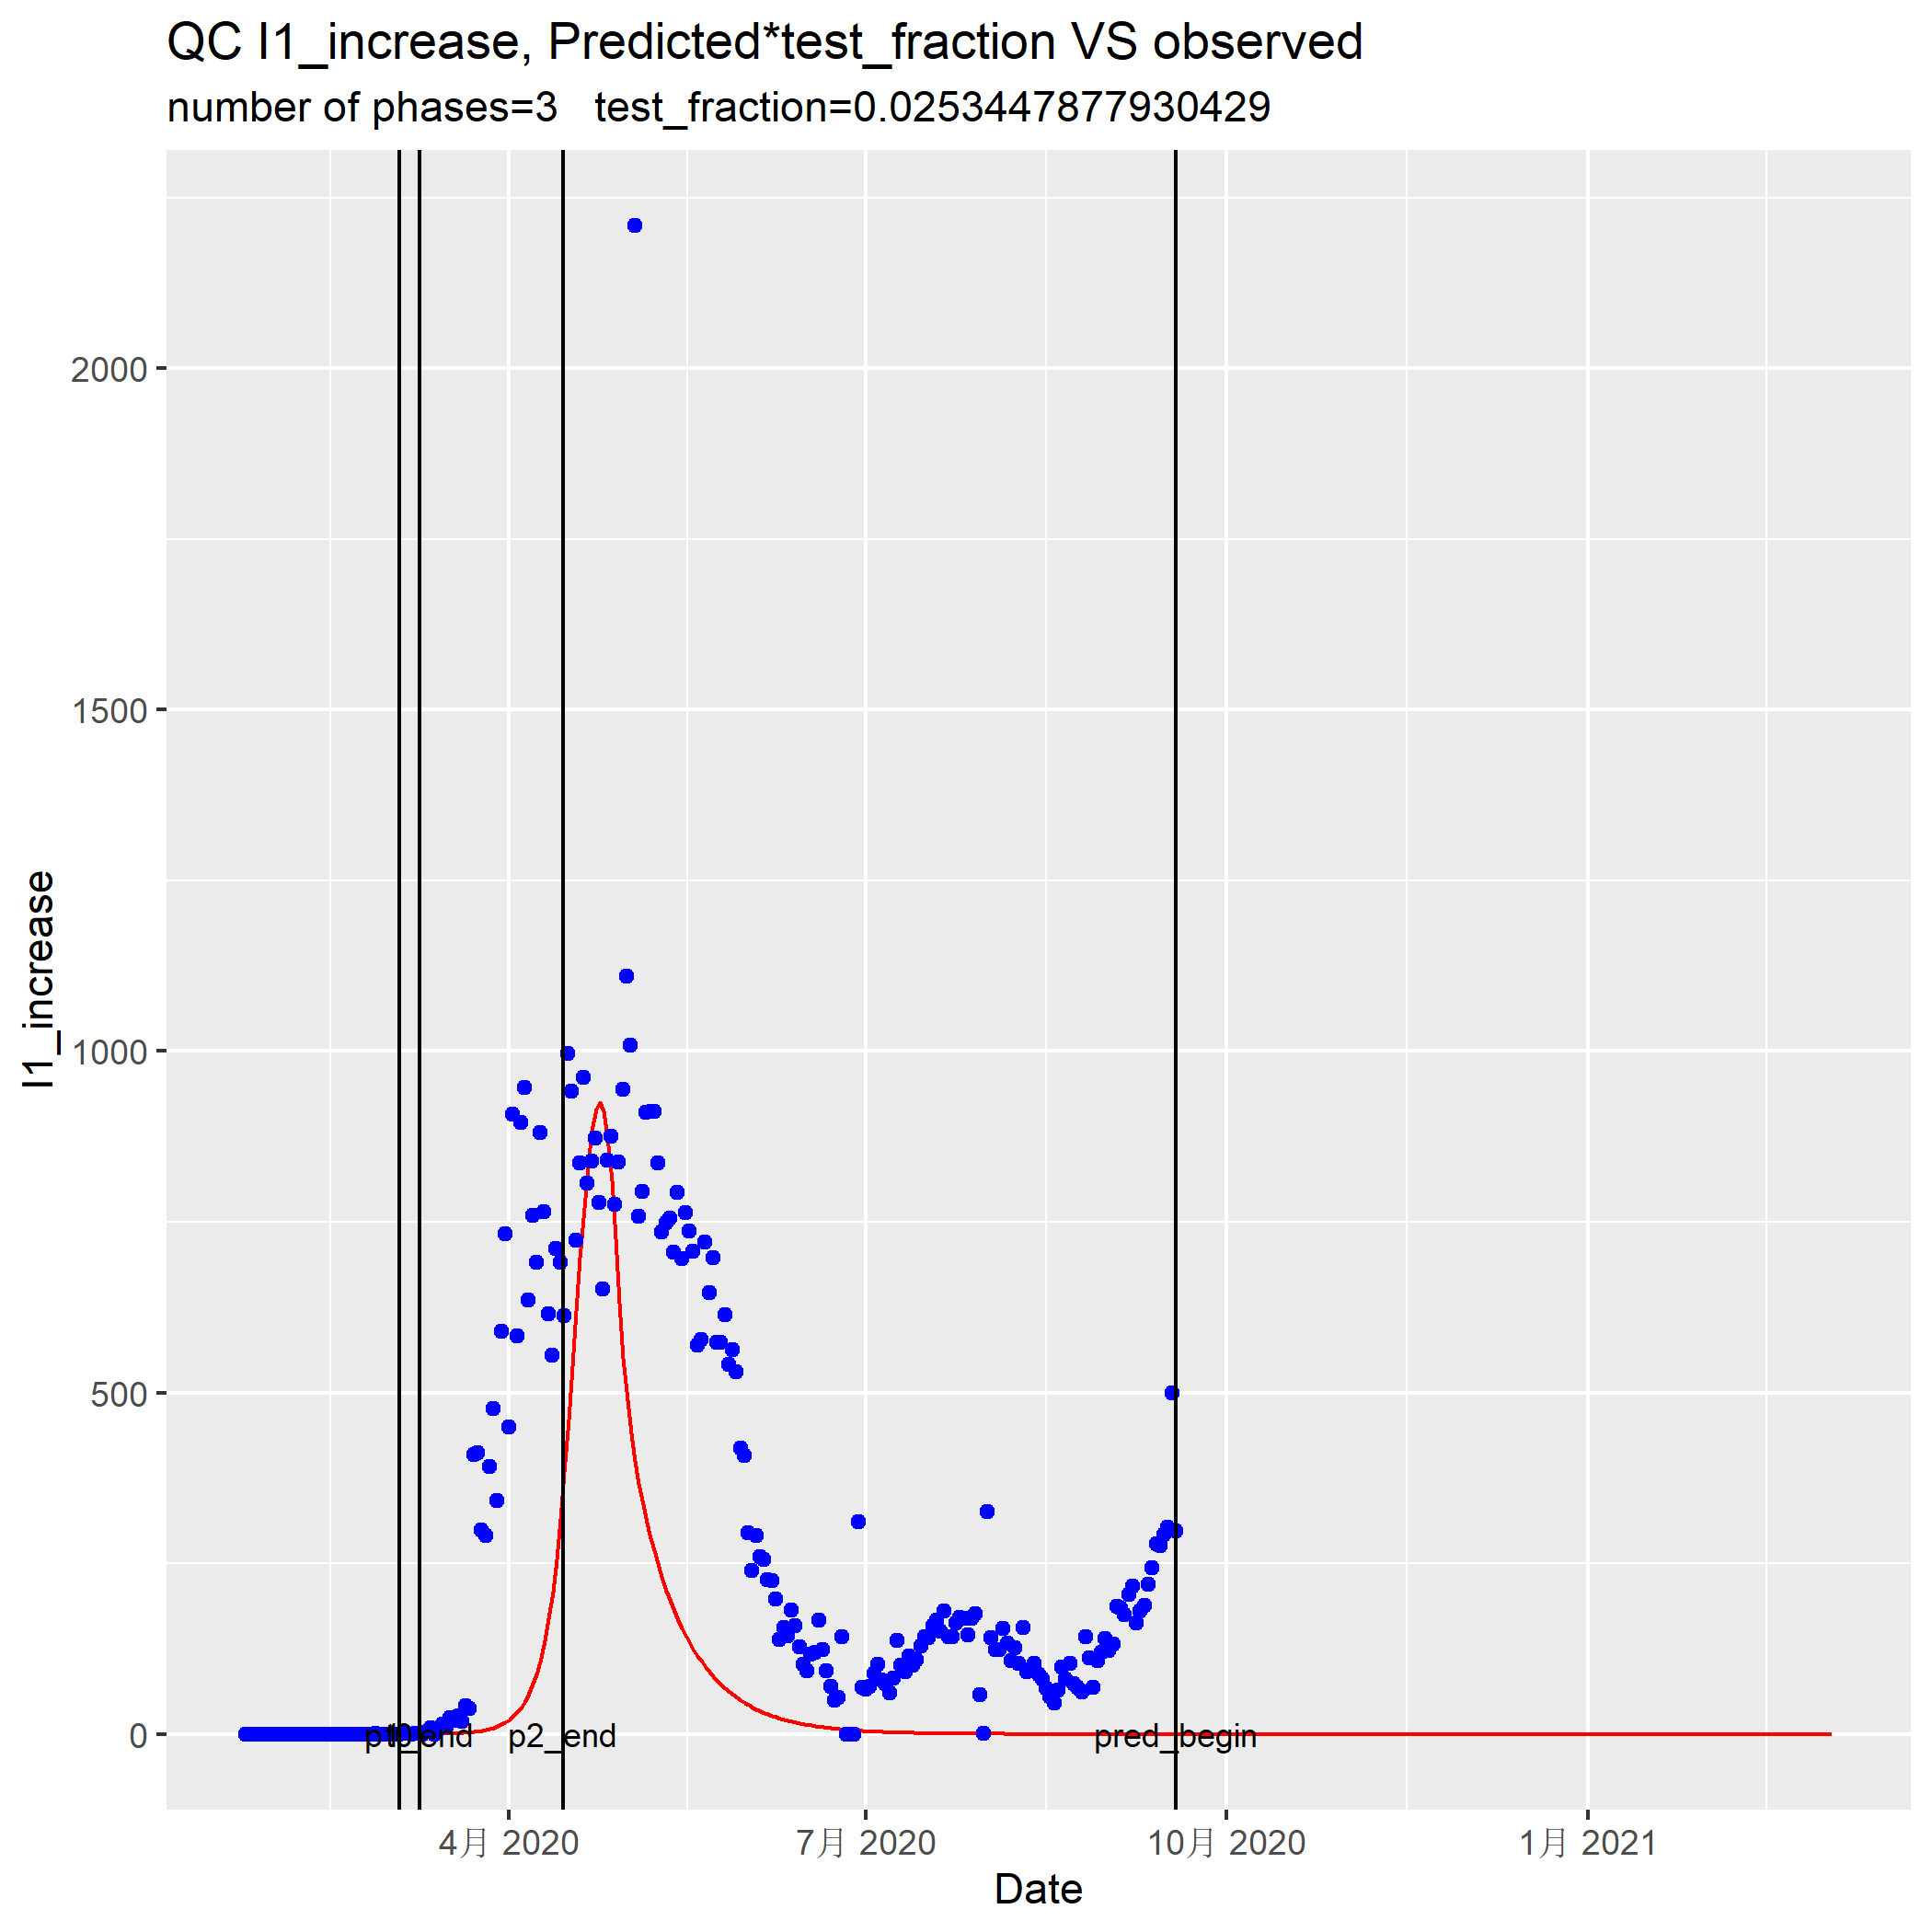 QC I1_increase, Predicted*test_fraction VS observed
number of phases=3 test_fraction=0.0253447877930429
I1_increase
2000
1500
1000
500
0
p2_end
pred_begin
4月 2020
7月 2020
10月 2020
1月 2021
Date